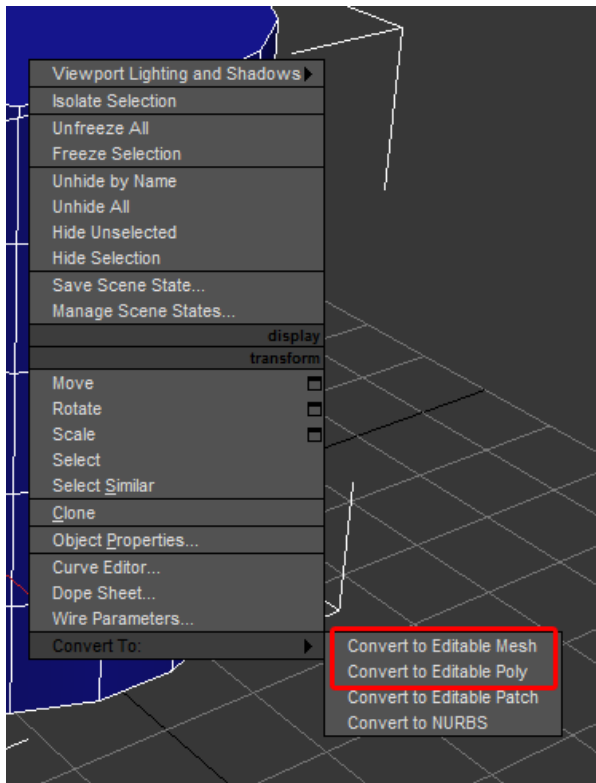 Viewport Lighting and Shadows
Isolate Selection
Unfreeze All
Freeze Selection
Unhide by Name
Unhide All
Hide Unselected
Hide Selection
Save Scene State...
Manage Scene States...
display
transform
Move
Rotate
Scale
Select
Select Similar
Clone
Object Properties...
Curve Editor...
Dope Sheet...
Wire Parameters...
Convert To:
Convert to Editable Mesh
Convert to Editable Poly
Convert to Editable Patch
Convert to NURBS